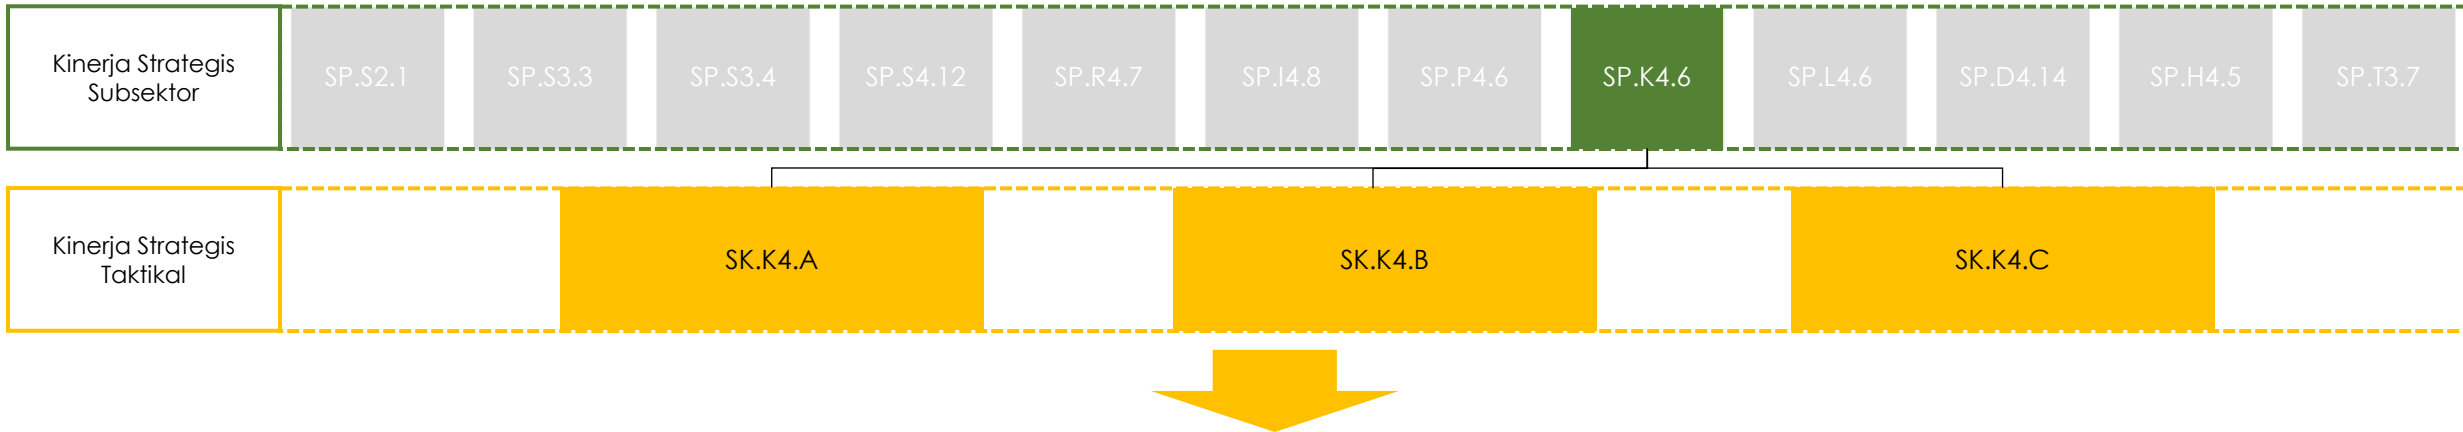 Kinerja Strategis
Subsektor
SP.S2.1
SP.S3.3
SP.S3.4
SP.S4.12
SP.R4.7
SP.I4.8
SP.P4.6
SP.K4.6
SP.L4.6
SP.D4.14
SP.H4.5
SP.T3.7
Kinerja Strategis
Taktikal
SK.K4.A
SK.K4.B
SK.K4.C